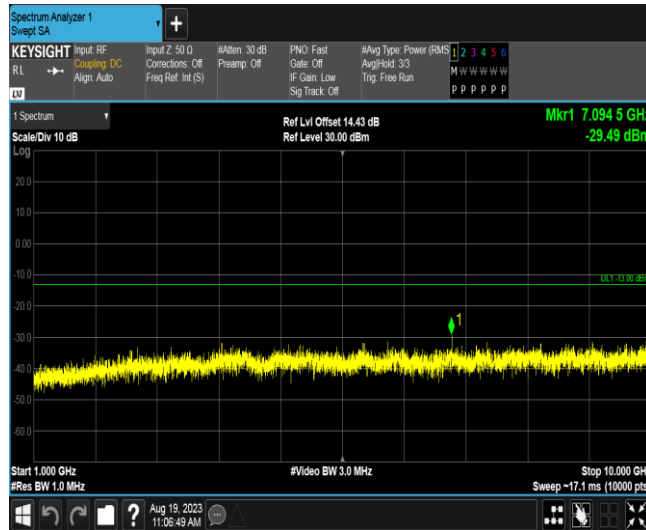 Spectrum Analyzer 1
Swept SA
+
KEYSIGHT Input: RF Input Z: 50 Ω #Atten: 30 dB PNO: Fast #Avg Type: Power (RMS 1 2 3 4 5 6
RL Coupling: DC Corrections: Off Preamp: Off Gate: Off Avg|Hold: 3/3 M W W W W W
Align: Auto Freq Ref: Int (S) IF Gain: Low Trig: Free Run
Sig Track: Off P P P P P P
LXI
1 Spectrum Ref Lvl Offset 14.43 dB Mkr1 7.094 5 GHz
Scale/Div 10 dB Ref Level 30.00 dBm -29.49 dBm
Log
20.0
10.0
0.00
-10.0
DL1 -13.00 dB
-20.0
1
-30.0
-40.0
-50.0
-60.0
Start 1.000 GHz #Video BW 3.0 MHz Stop 10.000 GH
#Res BW 1.0 MHz Sweep ~17.1 ms (10000 pts
? Aug 19, 2023
11:06:49 AM